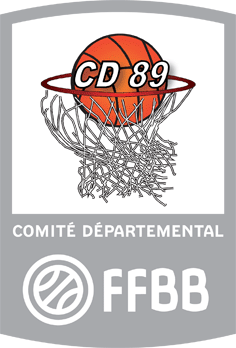 CD 89
COMITÉ DÉPARTEMENTAL
FFBB